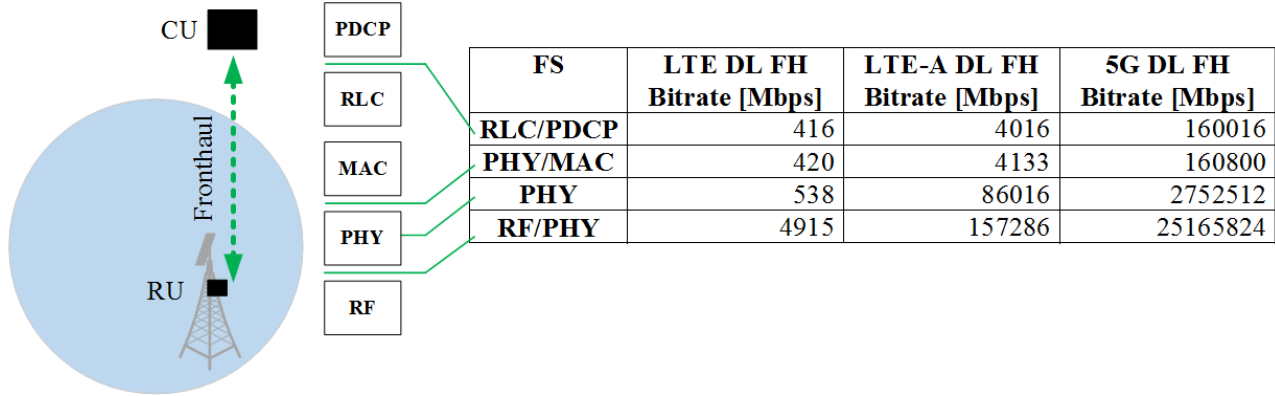 CU
Fronthaul
RU
PDCP
RLC
MAC
PHY
RF
FS LTE DL FH LTE-A DL FH 5G DL FH
Bitrate [Mbps] Bitrate [Mbps] Bitrate [Mbps]
RLC/PDCP 416 4016 160016
PHY/MAC 420 4133 160800
PHY 538 86016 2752512
RF/PHY 4915 157286 25165824